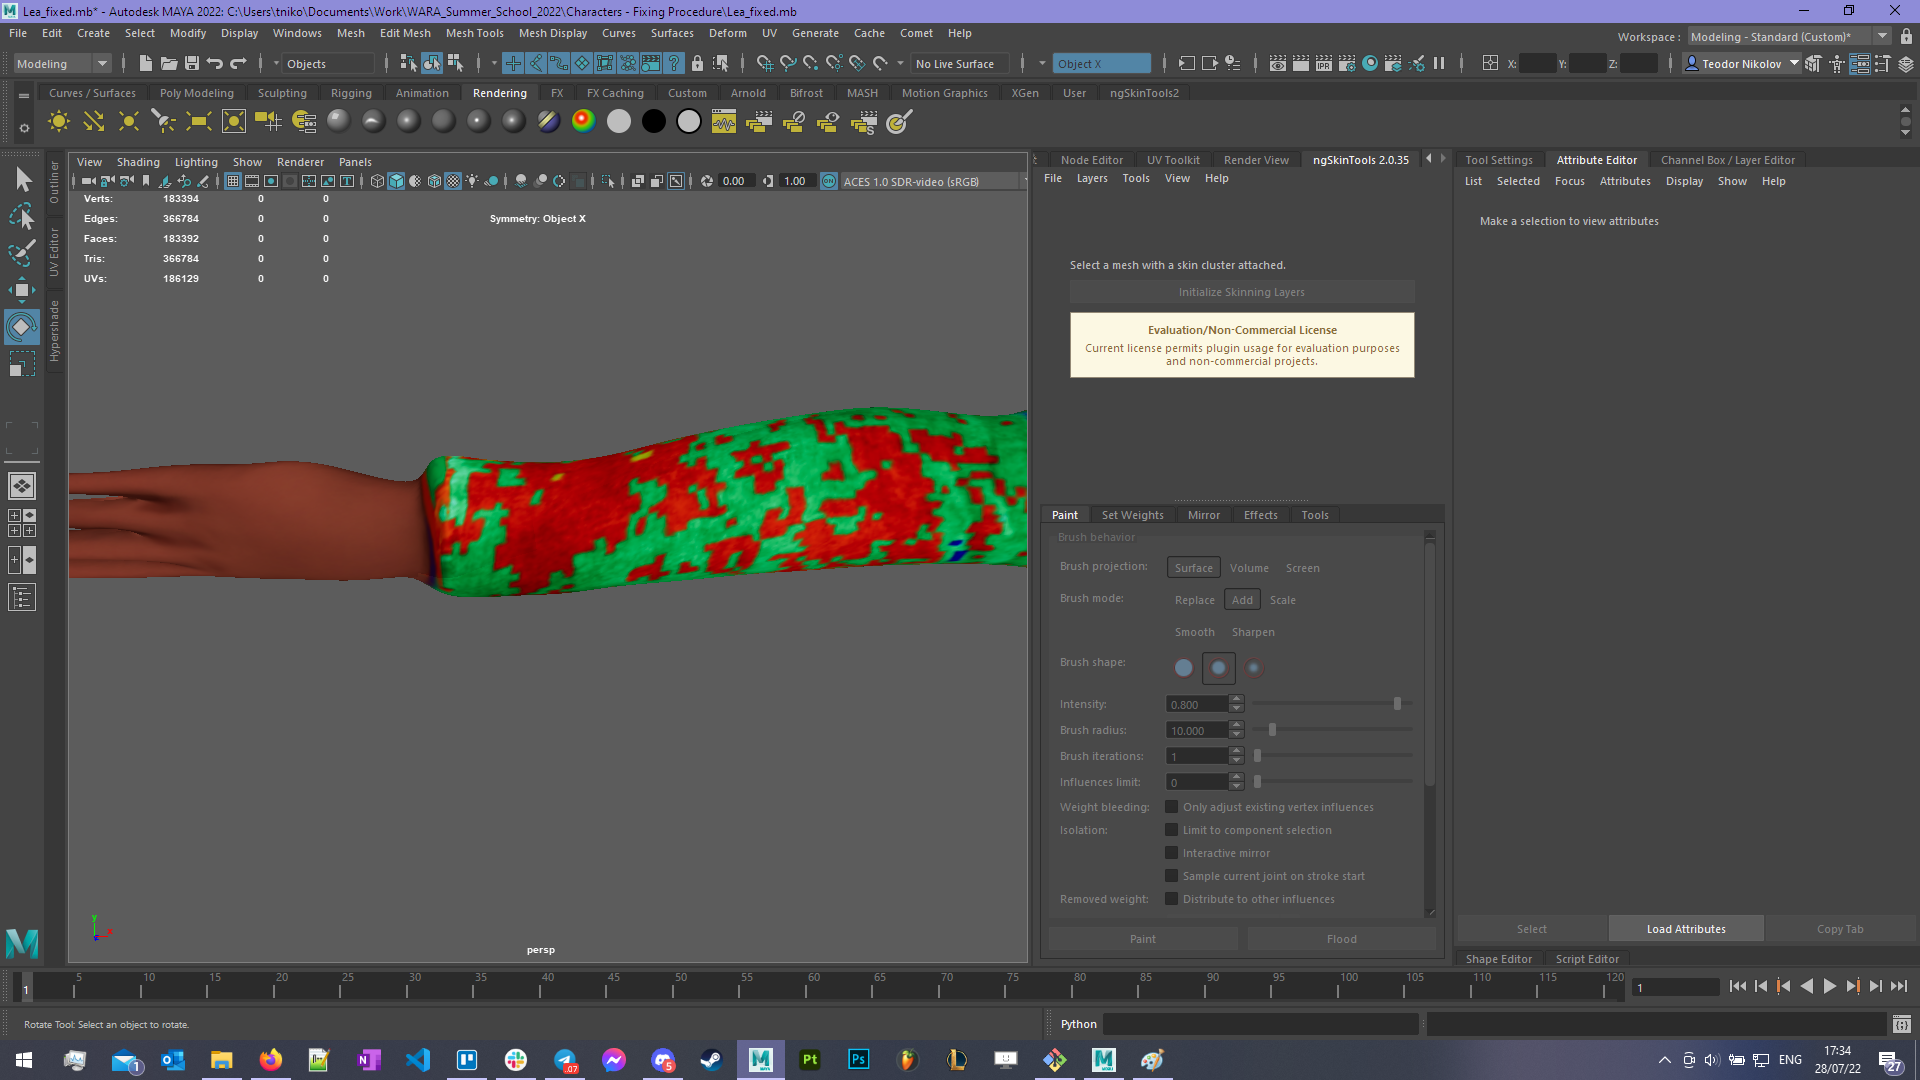 Lea_fixed.mb* - Autodesk MAYA 2022: C:\Users\tniko\Documents\Work\WARA_Summer_School_2022\Characters - Fixing Procedure\Lea_fixed.mb
File Edit Create Select Modify Display Windows Mesh Edit Mesh Mesh Tools Mesh Display Curves Surfaces Deform UV Generate Cache Comet Help
Workspace : Modeling - Standard (Custom)*
Modeling Objects No Live Surface Object X X: Y: Z: Teodor Nikolov
Curves / Surfaces Poly Modeling Sculpting Rigging Animation Rendering FX FX Caching Custom Arnold Bifrost MASH Motion Graphics XGen User ngSkinTools2
View Shading Lighting Show Renderer Panels
0.00 1.00 ACES 1.0 SDR-video (sRGB)
Outliner
UV Editor
Hypershade
Verts: 183394 0 0
Edges: 366784 0 0
Faces: 183392 0 0
Tris: 366784 0 0
UVs: 186129 0 0
Symmetry: Object X
persp
Node Editor UV Toolkit Render View ngSkinTools 2.0.35
File Layers Tools View Help
Select a mesh with a skin cluster attached.
Initialize Skinning Layers
Evaluation/Non-Commercial License
Current license permits plugin usage for evaluation purposes
and non-commercial projects.
Paint Set Weights Mirror Effects Tools
Brush behavior
Brush projection: Surface Volume Screen
Brush mode: Replace Add Scale
Smooth Sharpen
Brush shape:
Intensity: 0.800
Brush radius: 10.000
Brush iterations: 1
Influences limit: 0
Weight bleeding: Only adjust existing vertex influences
Isolation: Limit to component selection
Interactive mirror
Sample current joint on stroke start
Removed weight: Distribute to other influences
Paint Flood
Tool Settings Attribute Editor Channel Box / Layer Editor
List Selected Focus Attributes Display Show Help
Make a selection to view attributes
Select Load Attributes Copy Tab
Shape Editor Script Editor
1 5 10 15 20 25 30 35 40 45 50 55 60 65 70 75 80 85 90 95 100 105 110 115 120 1
Rotate Tool: Select an object to rotate.
Python
ENG
17:34
28/07/22
27